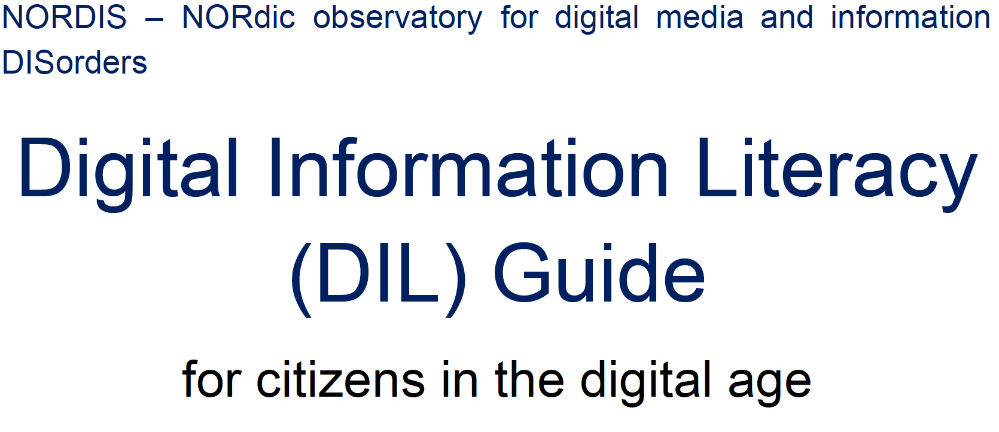 NORDIS – NORdic observatory for digital media and information
DISorders
Digital Information Literacy
(DIL) Guide
for citizens in the digital age